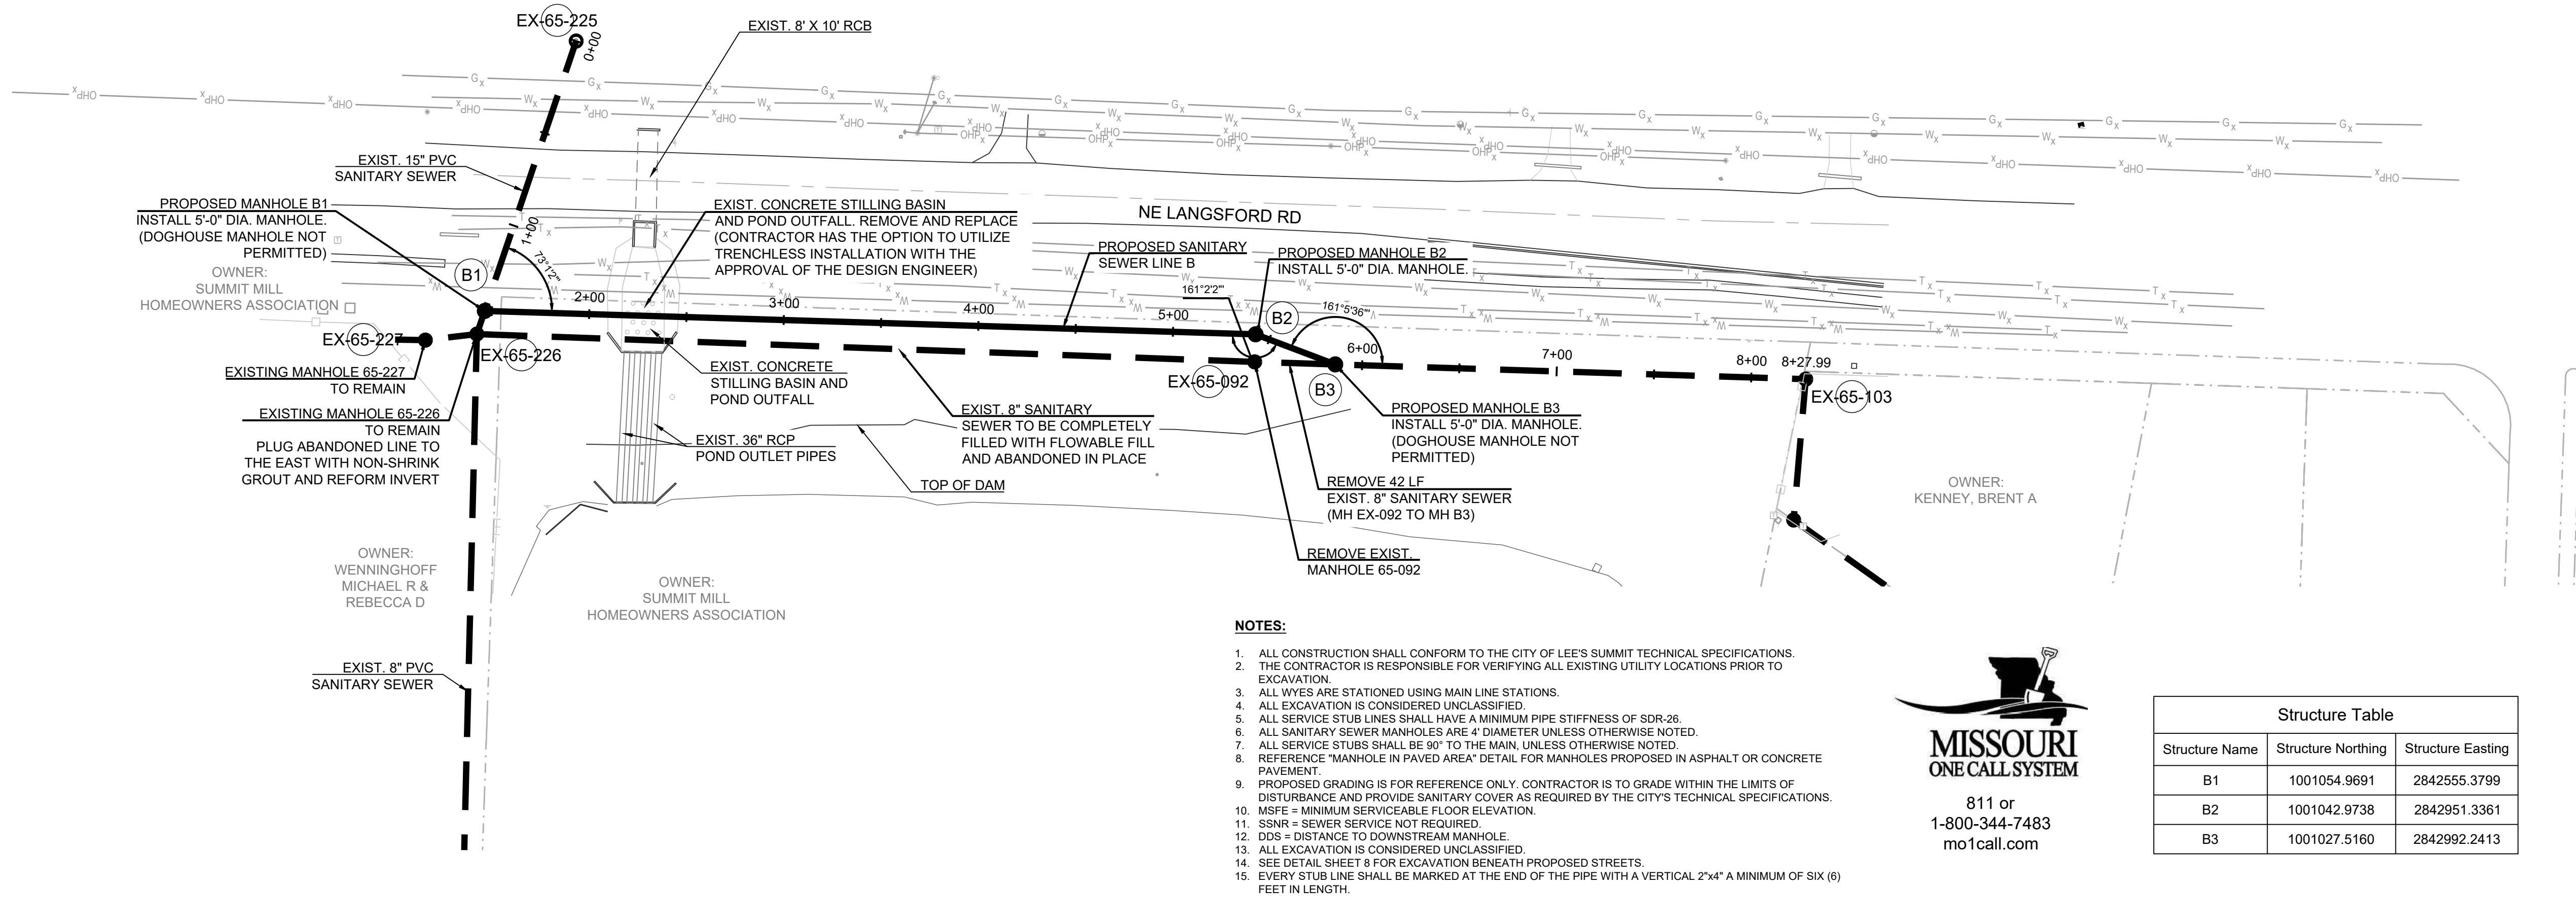 EX-65-225
0+00
EXIST. 8' X 10' RCB
EXIST. 15" PVC
SANITARY SEWER
1+00
73°1'2"
PROPOSED MANHOLE B1
INSTALL 5'-0" DIA. MANHOLE.
(DOGHOUSE MANHOLE NOT
PERMITTED)
OWNER:
SUMMIT MILL
HOMEOWNERS ASSOCIATION
B1
EXIST. CONCRETE STILLING BASIN
AND POND OUTFALL. REMOVE AND REPLACE
(CONTRACTOR HAS THE OPTION TO UTILIZE
TRENCHLESS INSTALLATION WITH THE
APPROVAL OF THE DESIGN ENGINEER)
NE LANGSFORD RD
PROPOSED SANITARY
SEWER LINE B
PROPOSED MANHOLE B2
INSTALL 5'-0" DIA. MANHOLE.
161°2'2"
161°5'36"
2+00
3+00
4+00
5+00
B2
6+00
7+00
8+00
8+27.99
EX-65-227
EX-65-226
EX-65-092
B3
EX-65-103
EXISTING MANHOLE 65-227
TO REMAIN
EXISTING MANHOLE 65-226
TO REMAIN
PLUG ABANDONED LINE TO
THE EAST WITH NON-SHRINK
GROUT AND REFORM INVERT
EXIST. CONCRETE
STILLING BASIN AND
POND OUTFALL
EXIST. 36" RCP
POND OUTLET PIPES
EXIST. 8" SANITARY
SEWER TO BE COMPLETELY
FILLED WITH FLOWABLE FILL
AND ABANDONED IN PLACE
TOP OF DAM
PROPOSED MANHOLE B3
INSTALL 5'-0" DIA. MANHOLE.
(DOGHOUSE MANHOLE NOT
PERMITTED)
REMOVE 42 LF
EXIST. 8" SANITARY SEWER
(MH EX-092 TO MH B3)
REMOVE EXIST.
MANHOLE 65-092
OWNER:
KENNEY, BRENT A
OWNER:
WENNINGHOFF
MICHAEL R &
REBECCA D
OWNER:
SUMMIT MILL
HOMEOWNERS ASSOCIATION
EXIST. 8" PVC
SANITARY SEWER
NOTES:
1. ALL CONSTRUCTION SHALL CONFORM TO THE CITY OF LEE'S SUMMIT TECHNICAL SPECIFICATIONS.
2. THE CONTRACTOR IS RESPONSIBLE FOR VERIFYING ALL EXISTING UTILITY LOCATIONS PRIOR TO
EXCAVATION.
3. ALL WYES ARE STATIONED USING MAIN LINE STATIONS.
4. ALL EXCAVATION IS CONSIDERED UNCLASSIFIED.
5. ALL SERVICE STUB LINES SHALL HAVE A MINIMUM PIPE STIFFNESS OF SDR-26.
6. ALL SANITARY SEWER MANHOLES ARE 4' DIAMETER UNLESS OTHERWISE NOTED.
7. ALL SERVICE STUBS SHALL BE 90° TO THE MAIN, UNLESS OTHERWISE NOTED.
8. REFERENCE "MANHOLE IN PAVED AREA" DETAIL FOR MANHOLES PROPOSED IN ASPHALT OR CONCRETE
PAVEMENT.
9. PROPOSED GRADING IS FOR REFERENCE ONLY. CONTRACTOR IS TO GRADE WITHIN THE LIMITS OF
DISTURBANCE AND PROVIDE SANITARY COVER AS REQUIRED BY THE CITY'S TECHNICAL SPECIFICATIONS.
10. MSFE = MINIMUM SERVICEABLE FLOOR ELEVATION.
11. SSNR = SEWER SERVICE NOT REQUIRED.
12. DDS = DISTANCE TO DOWNSTREAM MANHOLE.
13. ALL EXCAVATION IS CONSIDERED UNCLASSIFIED.
14. SEE DETAIL SHEET 8 FOR EXCAVATION BENEATH PROPOSED STREETS.
15. EVERY STUB LINE SHALL BE MARKED AT THE END OF THE PIPE WITH A VERTICAL 2"x4" A MINIMUM OF SIX (6)
FEET IN LENGTH.
MISSOURI
ONE CALL SYSTEM
811 or
1-800-344-7483
mo1call.com
Structure Table
Structure Name Structure Northing Structure Easting
B1 1001054.9691 2842555.3799
B2 1001042.9738 2842951.3361
B3 1001027.5160 2842992.2413